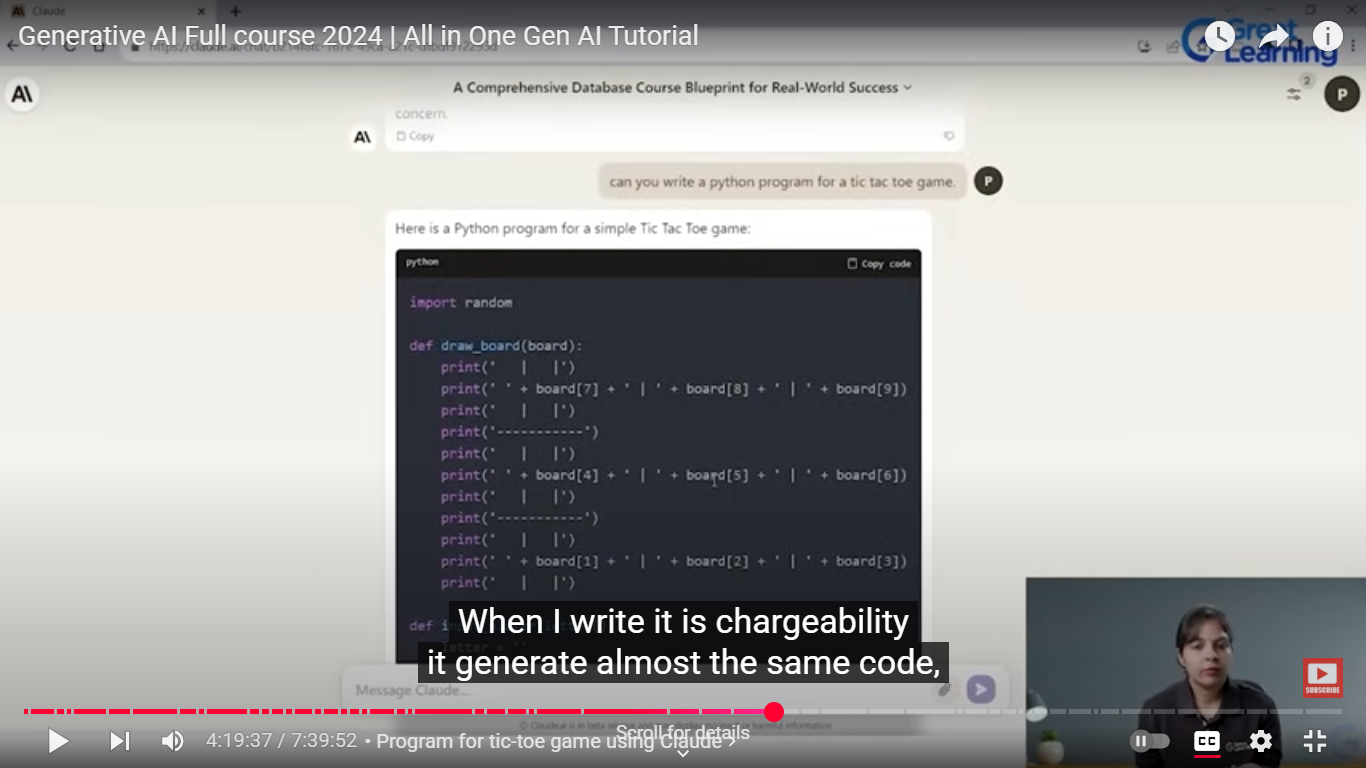 Claude
Generative AI Full course 2024 | All in One Gen AI Tutorial
Great
Learning
A Comprehensive Database Course Blueprint for Real-World Success
2
P
concern.
Copy
can you write a python program for a tic tac toe game.
P
Here is a Python program for a simple Tic Tac Toe game:
python
Copy code
import random
def draw_board(board):
print('   |   |')
print(' ' + board[7] + ' | ' + board[8] + ' | ' + board[9])
print('   |   |')
print('-----------')
print('   |   |')
print(' ' + board[4] + ' | ' + board[5] + ' | ' + board[6])
print('   |   |')
print('-----------')
print('   |   |')
print(' ' + board[1] + ' | ' + board[2] + ' | ' + board[3])
print('   |   |')
def
When I write it is chargeability
it generate almost the same code,
Message Claude...
SUBSCRIBE
Scroll for details
4:19:37 / 7:39:52 • Program for tic-toe game using Claude
CC